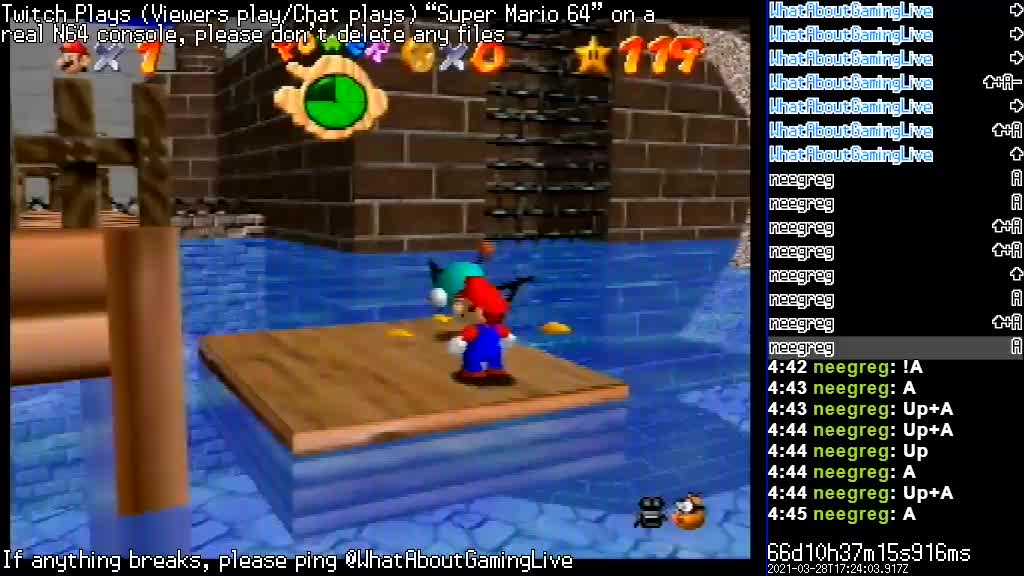 Twitch Plays (Viewers play/Chat plays) “Super Mario 64” on a
real N64 console, please don't delete any files
x 1
POWER
x 0
119
If anything breaks, please ping @WhatAboutGamingLive
WhatAboutGamingLive ⇨
WhatAboutGamingLive ⇨
WhatAboutGamingLive ⇨
WhatAboutGamingLive ⇧+A-
WhatAboutGamingLive ⇨
WhatAboutGamingLive ⇧+A
WhatAboutGamingLive ⇧
neegreg A
neegreg A
neegreg ⇧+A
neegreg ⇧+A
neegreg ⇧
neegreg A
neegreg ⇧+A
neegreg A
4:42 neegreg: !A
4:43 neegreg: A
4:43 neegreg: Up+A
4:44 neegreg: Up+A
4:44 neegreg: Up
4:44 neegreg: A
4:44 neegreg: Up+A
4:45 neegreg: A
66d10h37m15s916ms
2021-03-28T17:24:03.917Z